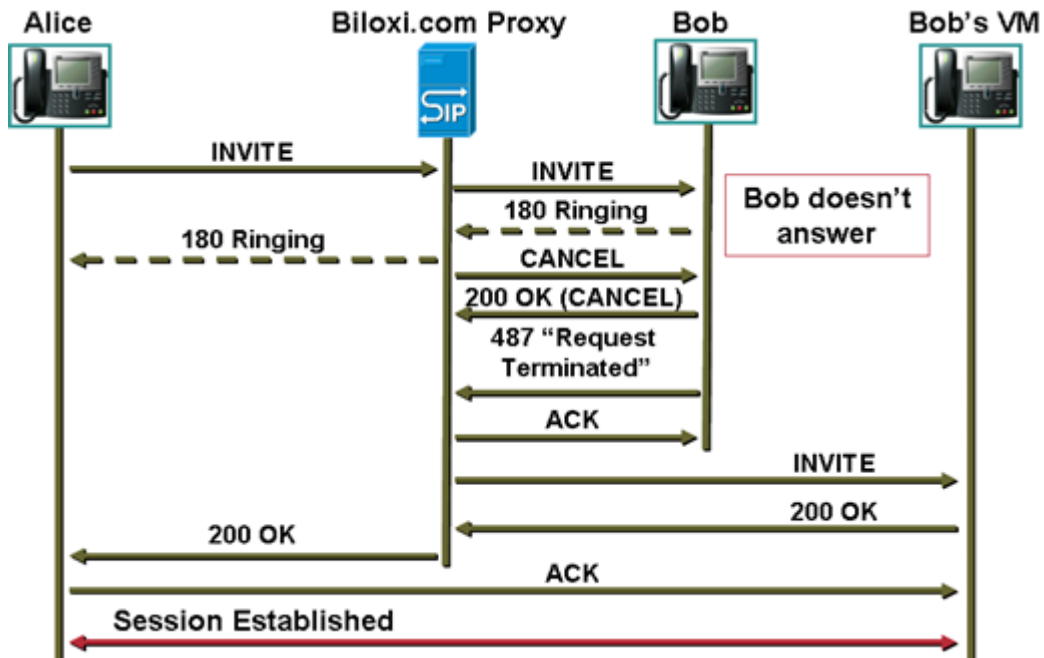 Alice
Biloxi.com Proxy
Bob
Bob's VM
SIP
INVITE
INVITE
Bob doesn't
answer
180 Ringing
180 Ringing
CANCEL
200 OK (CANCEL)
487 “Request
Terminated”
ACK
INVITE
200 OK
200 OK
ACK
Session Established